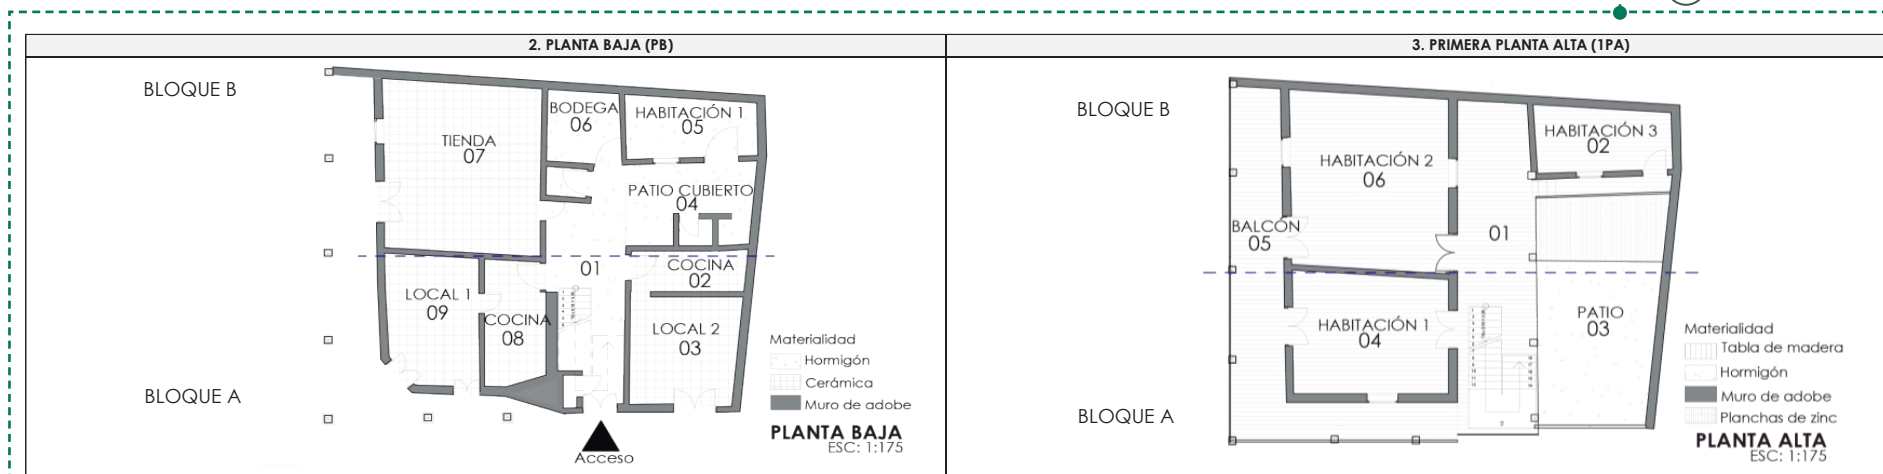 2. PLANTA BAJA (PB)
BLOQUE B
BODEGA
06
HABITACIÓN 1
05
TIENDA
07
PATIO CUBIERTO
04
01
COCINA
02
LOCAL 1
09
COCINA
08
LOCAL 2
03
BLOQUE A
Materialidad
Hormigón
Cerámica
Muro de adobe
PLANTA BAJA
ESC: 1:175
Acceso
3. PRIMERA PLANTA ALTA (1PA)
BLOQUE B
HABITACIÓN 3
02
HABITACIÓN 2
06
BALCÓN
05
01
HABITACIÓN 1
04
PATIO
03
BLOQUE A
Materialidad
Tabla de madera
Hormigón
Muro de adobe
Planchas de zinc
PLANTA ALTA
ESC: 1:175